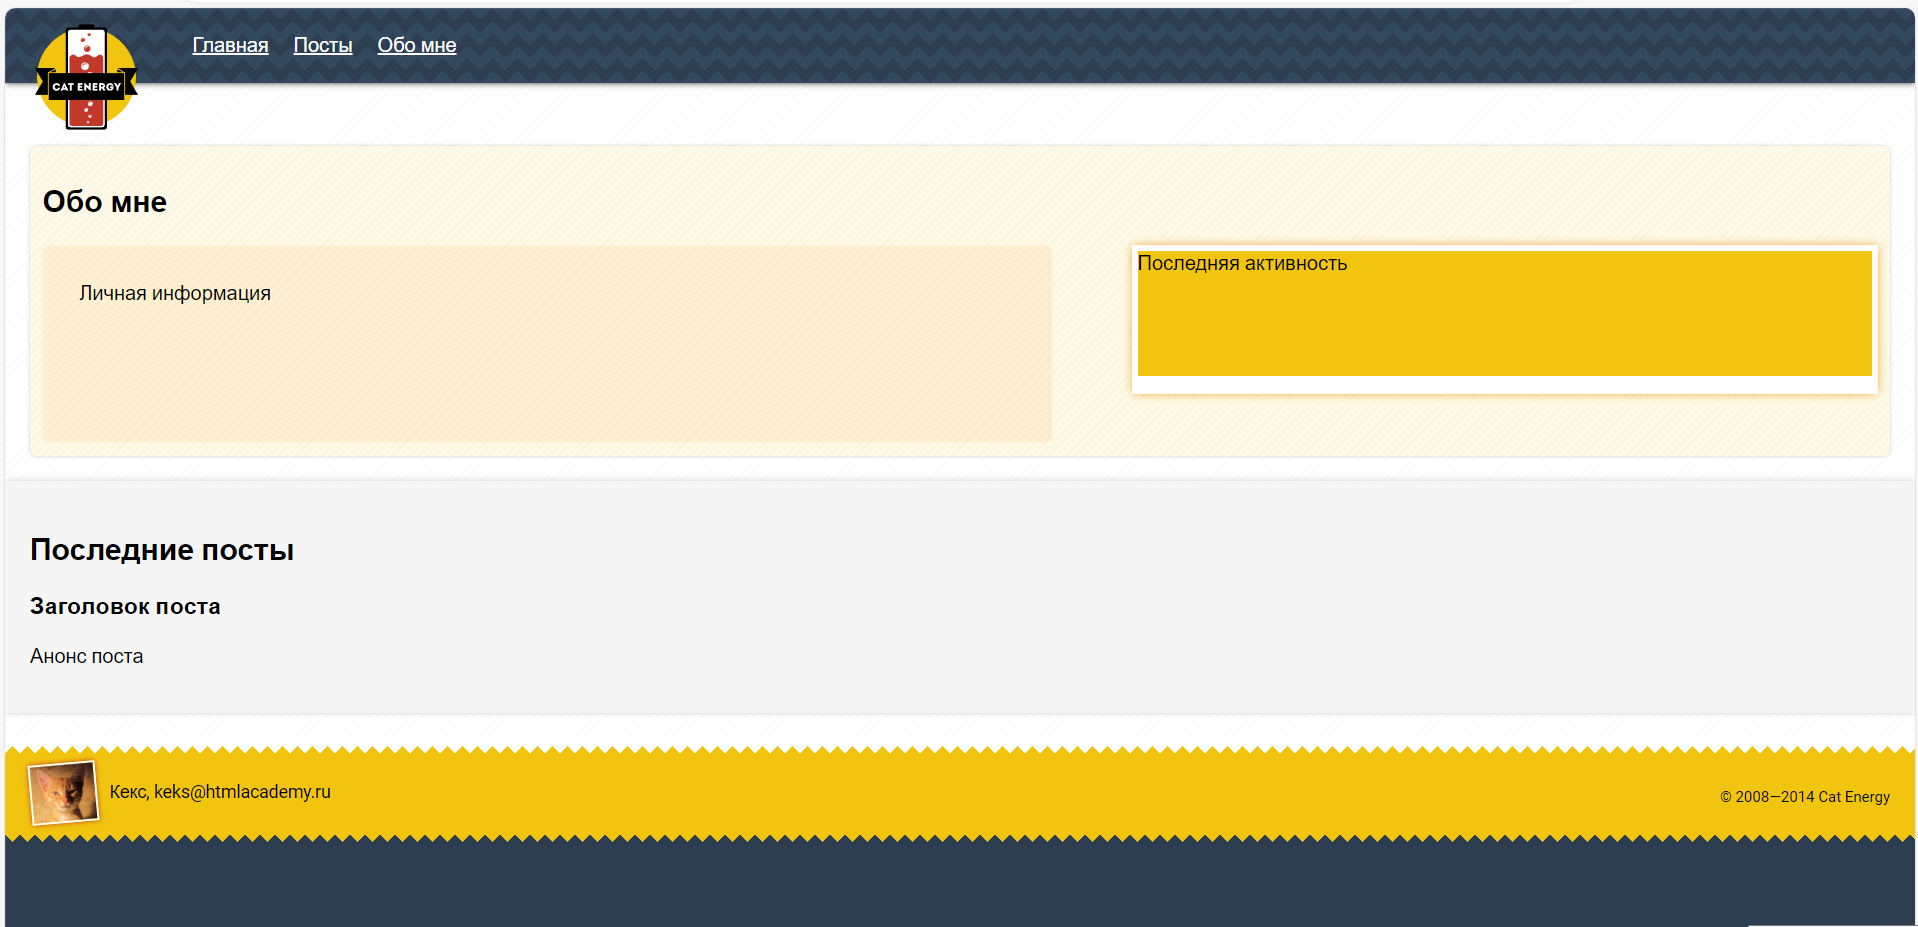 Главная Посты Обо мне
CAT ENERGY
Обо мне
Личная информация
Последняя активность
Последние посты
Заголовок поста
Анонс поста
Кекс, keks@htmlacademy.ru
© 2008—2014 Cat Energy